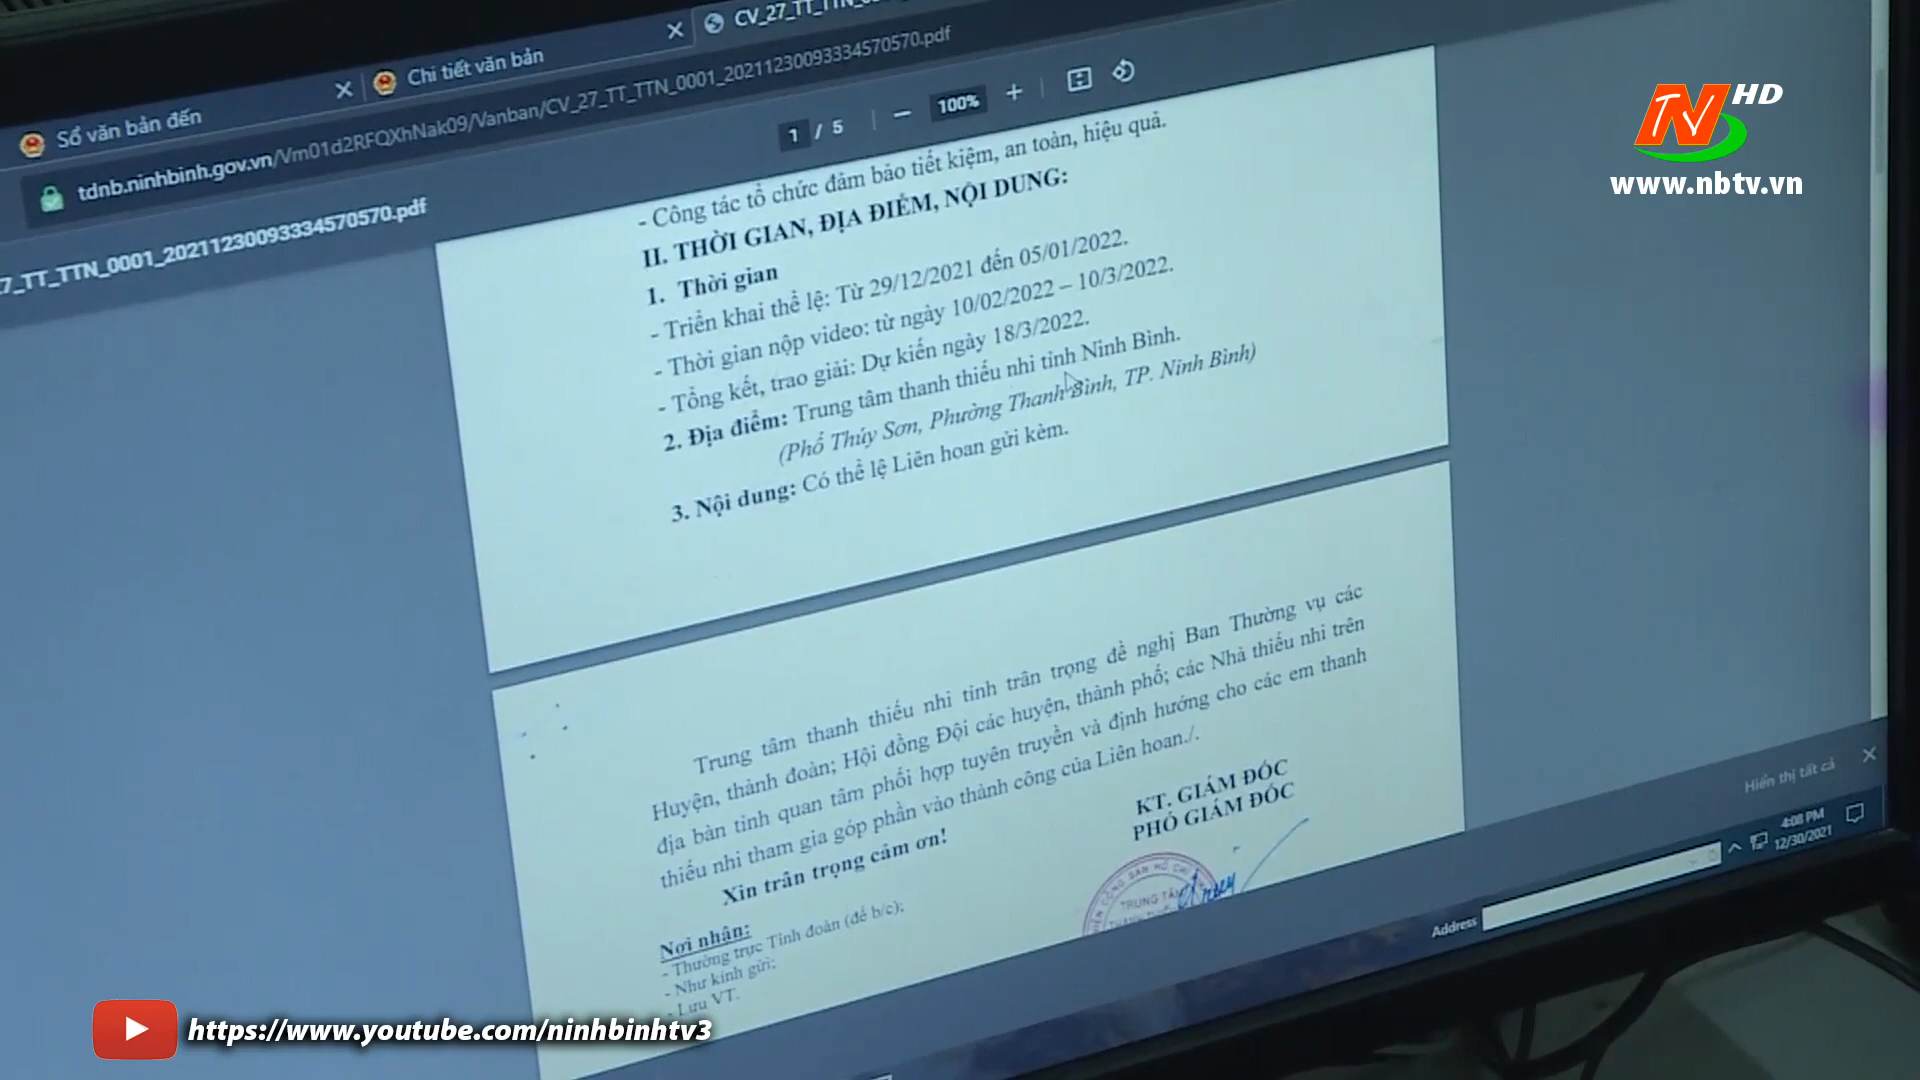 Sổ văn bản đến
Chi tiết văn bản
tdnb.ninhbinh.gov.vn/Vm01d2RFQXhNak09/Vanban/CV_27_TT_TTN_0001_20211230093334570570.pdf
7_TT_TTN_0001_20211230093334570570.pdf
1 / 5
100%
TV HD
www.nbtv.vn
- Công tác tổ chức đảm bảo tiết kiệm, an toàn, hiệu quả.
II. THỜI GIAN, ĐỊA ĐIỂM, NỘI DUNG:
1. Thời gian
- Triển khai thể lệ: Từ 29/12/2021 đến 05/01/2022.
- Thời gian nộp video: từ ngày 10/02/2022 – 10/3/2022.
- Tổng kết, trao giải: Dự kiến ngày 18/3/2022.
2. Địa điểm: Trung tâm thanh thiếu nhi tỉnh Ninh Bình.
(Phố Thúy Sơn, Phường Thanh Bình, TP. Ninh Bình)
3. Nội dung: Có thể lệ Liên hoan gửi kèm.
Trung tâm thanh thiếu nhi tỉnh trân trọng đề nghị Ban Thường vụ các
Huyện, thành đoàn; Hội đồng Đội các huyện, thành phố; các Nhà thiếu nhi trên
địa bàn tỉnh quan tâm phối hợp tuyên truyền và định hướng cho các em thanh
thiếu nhi tham gia góp phần vào thành công của Liên hoan./.
Xin trân trọng cảm ơn!
KT. GIÁM ĐỐC
PHÓ GIÁM ĐỐC
TRUNG TÂM
Nơi nhận:
- Thường trực Tỉnh đoàn (để b/c);
- Như kính gửi;
- Lưu VT.
Hiển thị tất cả
4:08 PM
12/30/2021
Address
https://www.youtube.com/ninhbinhtv3